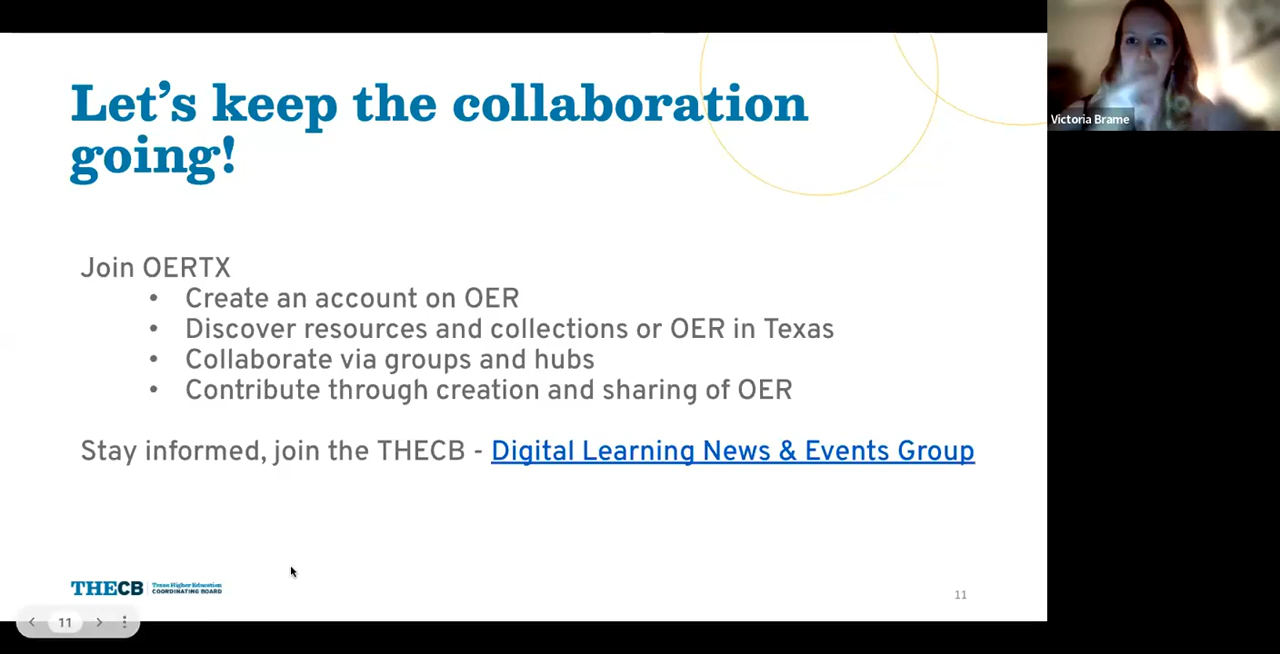 Let's keep the collaboration
going!
Victoria Brame
Join OERTX
• Create an account on OER
• Discover resources and collections or OER in Texas
• Collaborate via groups and hubs
• Contribute through creation and sharing of OER
Stay informed, join the THECB - Digital Learning News & Events Group
THECB Texas Higher Education
COORDINATING BOARD
11
11